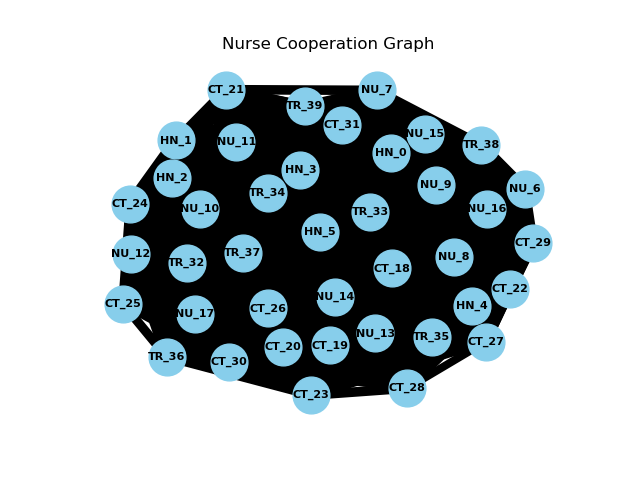 Nurse Cooperation Graph
CT_21
NU_7
TR_39
CT_31
NU_15
HN_1
NU_11
TR_38
HN_0
HN_3
HN_2
NU_9
NU_6
TR_34
CT_24
NU_10
TR_33
NU_16
HN_5
CT_29
NU_12
TR_37
NU_8
TR_32
CT_18
CT_22
NU_14
CT_25
HN_4
CT_26
NU_17
NU_13
TR_35
CT_27
CT_19
CT_20
TR_36
CT_30
CT_28
CT_23